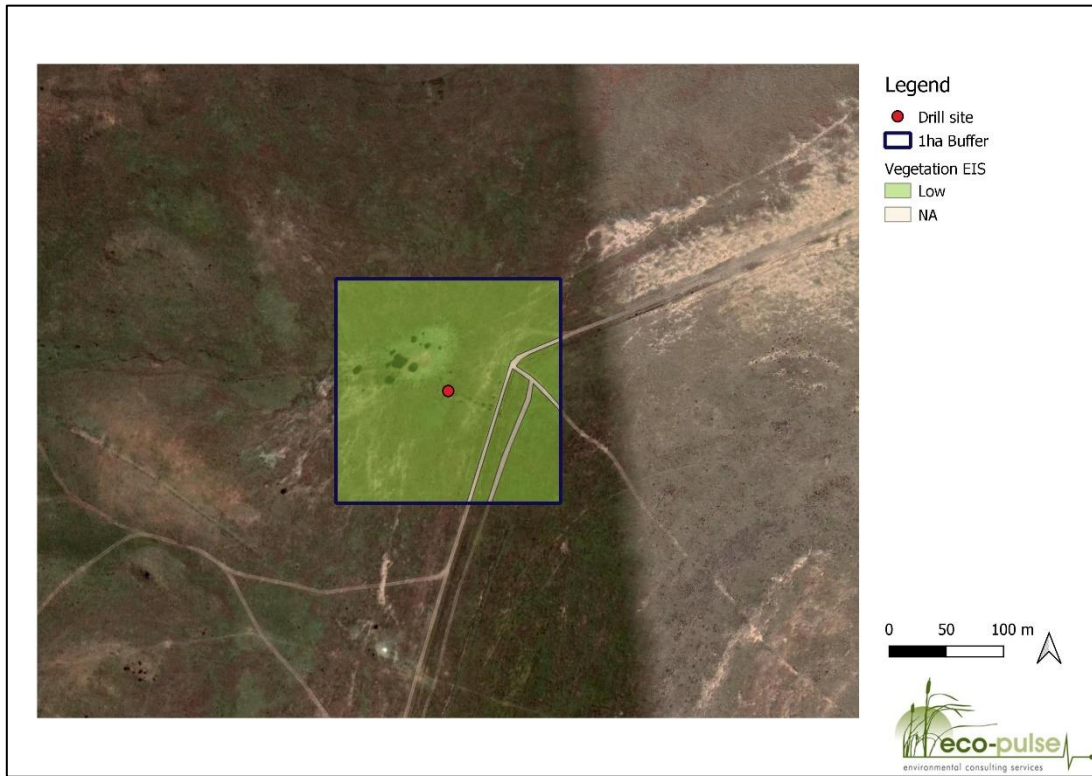 Legend
Drill site
1ha Buffer
Vegetation EIS
Low
NA
0 50 100 m
eco-pulse
environmental consulting services